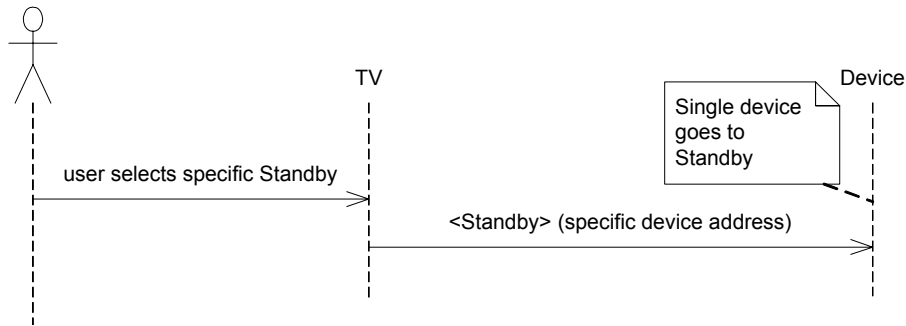 TV
Device
Single device
goes to
Standby
user selects specific Standby
<Standby> (specific device address)